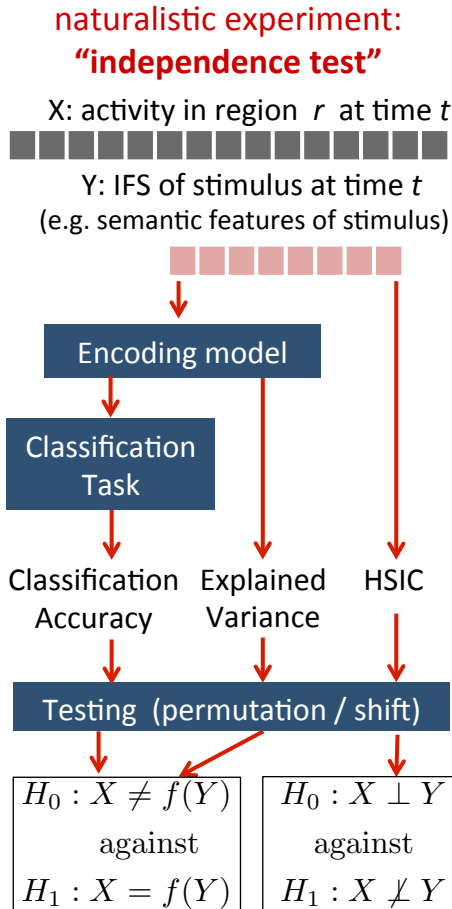 naturalistic experiment:
“independence test”
X: activity in region r at time t
Y: IFS of stimulus at time t
(e.g. semantic features of stimulus)
Encoding model
Classification
Task
Classification Accuracy
Explained Variance
HSIC
Testing (permutation / shift)
H₀ : X ≠ f(Y)
against
H₁ : X = f(Y)
H₀ : X ⊥ Y
against
H₁ : X ⊥̸ Y